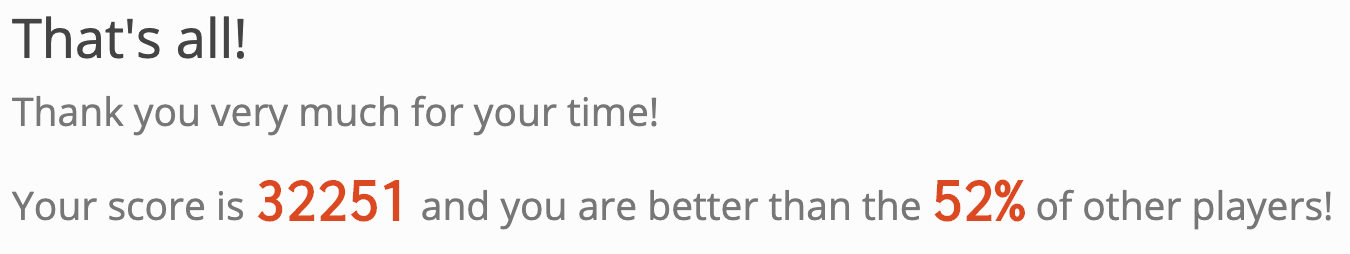 That's all!
Thank you very much for your time!
Your score is 32251 and you are better than the 52% of other players!